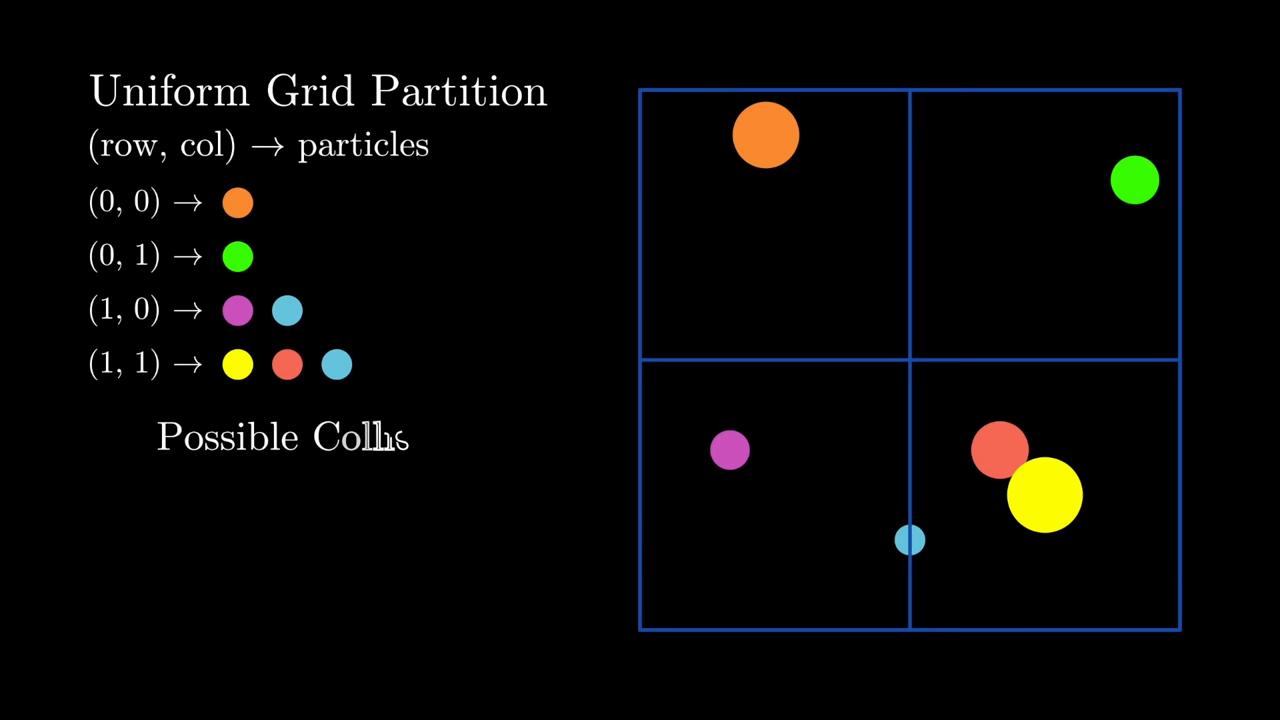 Uniform Grid Partition
(row, col) → particles
(0, 0) →
(0, 1) →
(1, 0) →
(1, 1) →
Possible